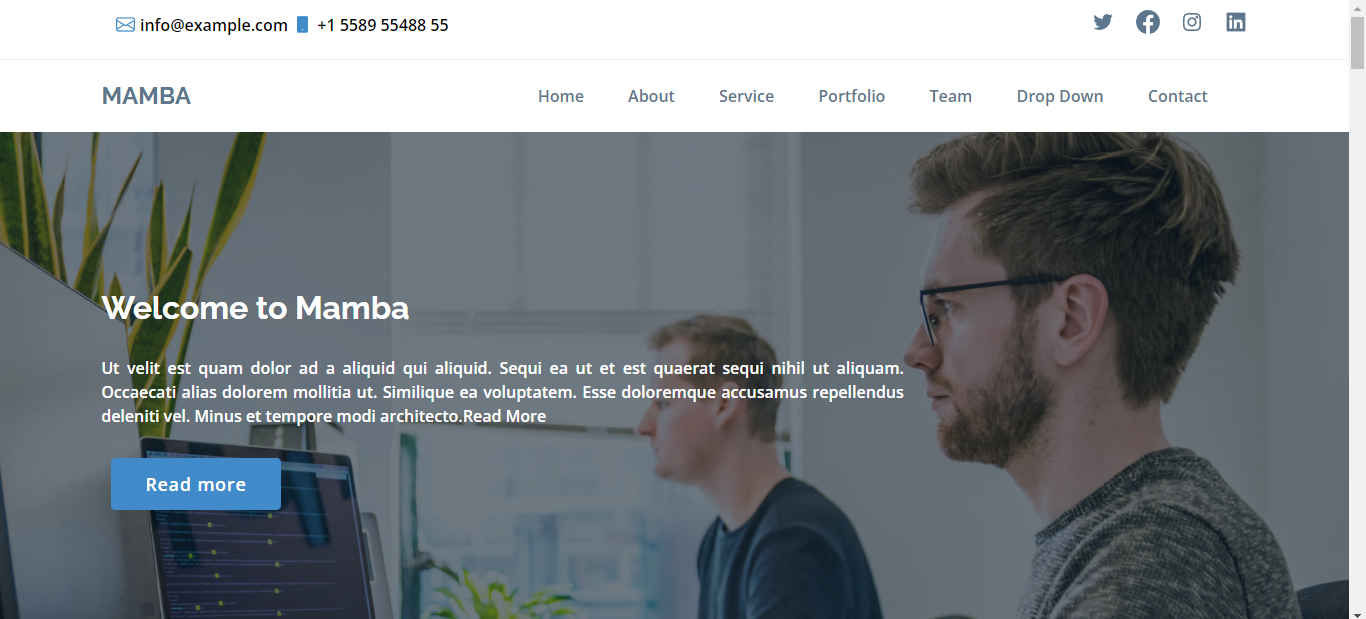 info@example.com +1 5589 55488 55
MAMBA
Home About Service Portfolio Team Drop Down Contact
Welcome to Mamba
Ut velit est quam dolor ad a aliquid qui aliquid. Sequi ea ut et est quaerat sequi nihil ut aliquam.
Occaecati alias dolorem mollitia ut. Similique ea voluptatem. Esse doloremque accusamus repellendus
deleniti vel. Minus et tempore modi architecto.Read More
Read more